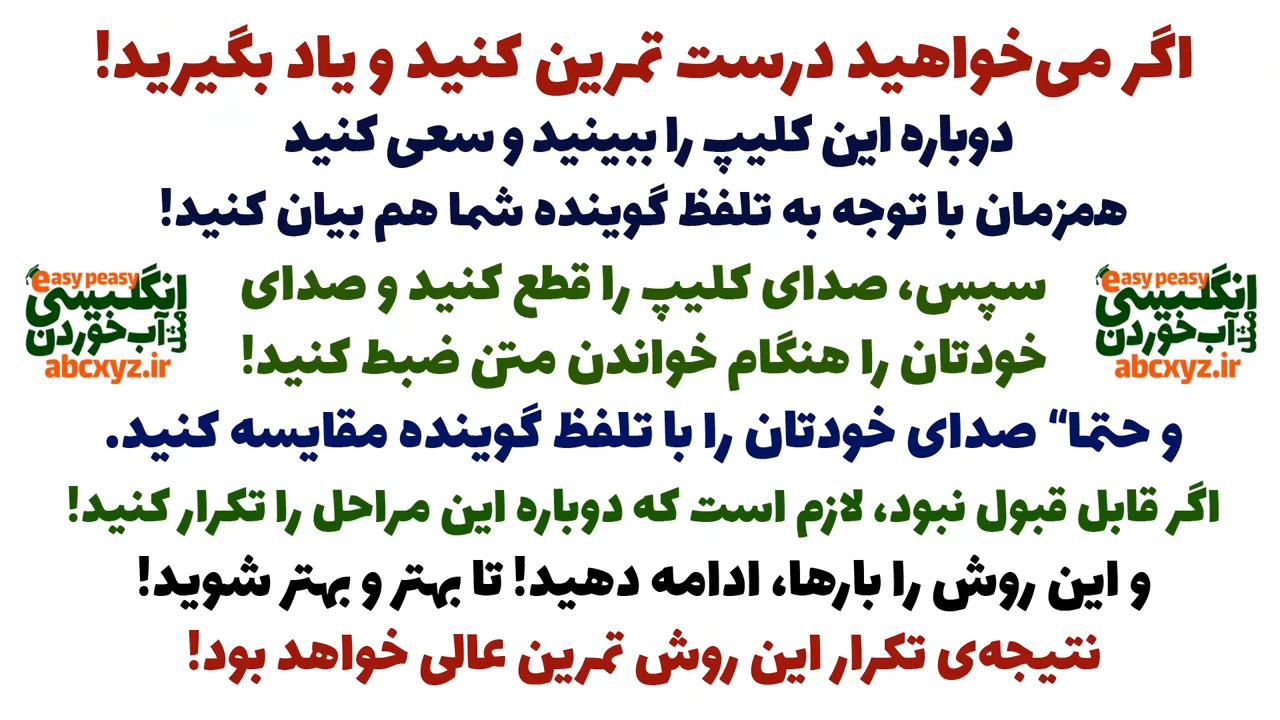 اگر می‌خواهید درست تمرین کنید و یاد بگیرید!
دوباره این کلیپ را ببینید و سعی کنید
همزمان با توجه به تلفظ گوینده شما هم بیان کنید!
سپس، صدای کلیپ را قطع کنید و صدای
خودتان را هنگام خواندن متن ضبط کنید!
easy peasy
انگلیسی
مثل
آب خوردن
abcxyz.ir
easy peasy
انگلیسی
مثل
آب خوردن
abcxyz.ir
و حتما“ صدای خودتان را با تلفظ گوینده مقایسه کنید.
اگر قابل قبول نبود، لازم است که دوباره این مراحل را تکرار کنید!
و این روش را بارها، ادامه دهید! تا بهتر و بهتر شوید!
نتیجه‌ی تکرار این روش تمرین عالی خواهد بود!